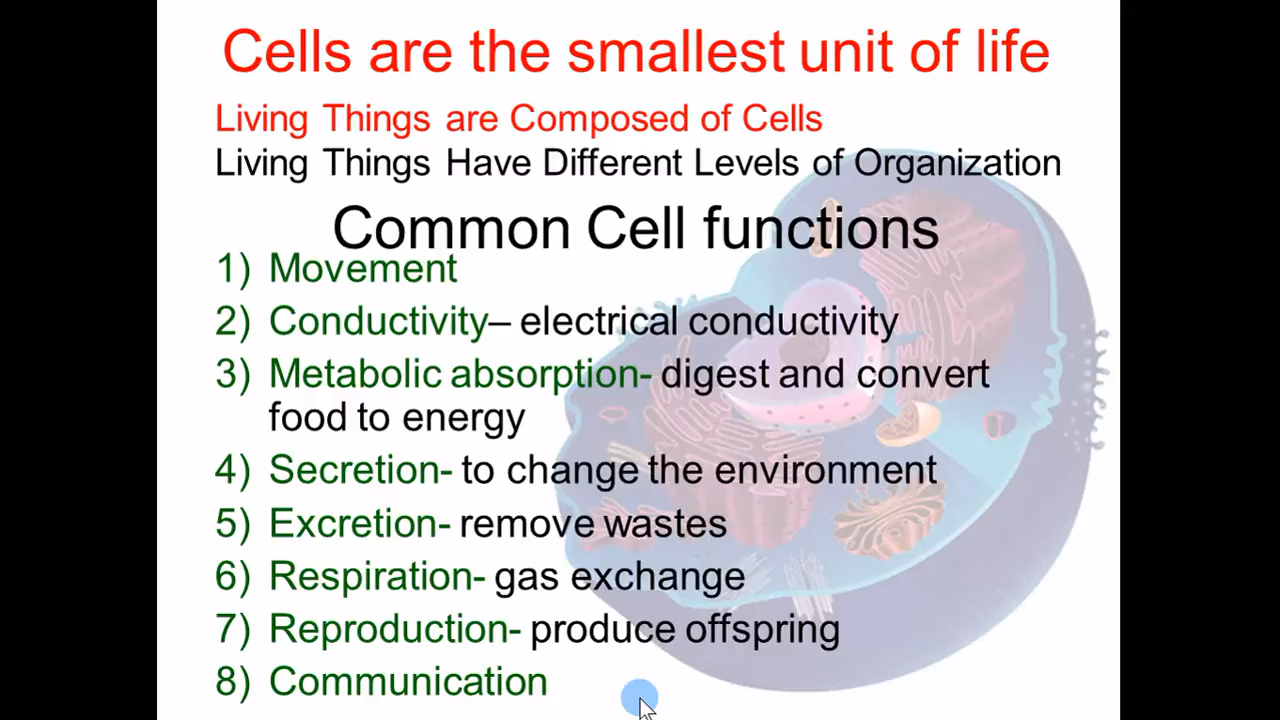 Cells are the smallest unit of life
Living Things are Composed of Cells
Living Things Have Different Levels of Organization
Common Cell functions
1) Movement
2) Conductivity– electrical conductivity
3) Metabolic absorption- digest and convert
food to energy
4) Secretion- to change the environment
5) Excretion- remove wastes
6) Respiration- gas exchange
7) Reproduction- produce offspring
8) Communication